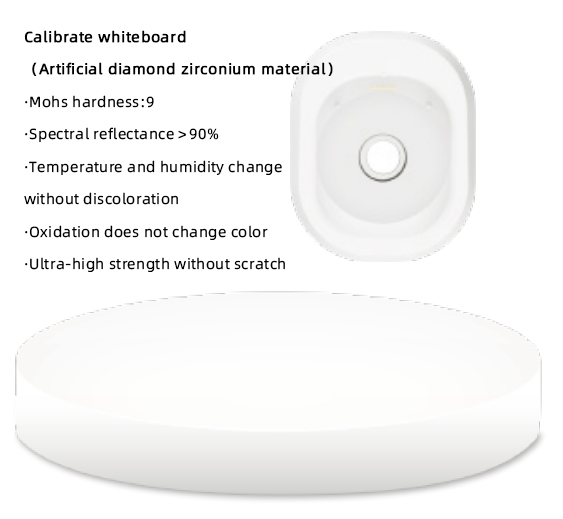 Calibrate whiteboard
（Artificial diamond zirconium material）
·Mohs hardness:9
·Spectral reflectance＞90%
·Temperature and humidity change
without discoloration
·Oxidation does not change color
·Ultra-high strength without scratch